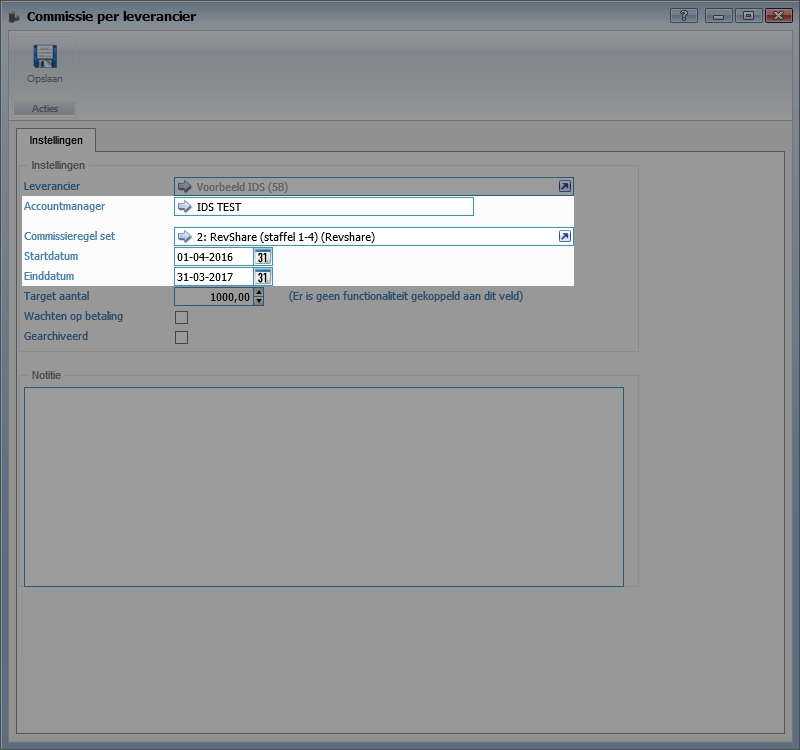 Commissie per leverancier
?
Opslaan
Acties
Instellingen
Instellingen
Leverancier Voorbeeld IDS (5B)
Accountmanager IDS TEST
Commissieregel set 2: RevShare (staffel 1-4) (Revshare)
Startdatum 01-04-2016 31
Einddatum 31-03-2017 31
Target aantal 1000,00 (Er is geen functionaliteit gekoppeld aan dit veld)
Wachten op betaling
Gearchiveerd
Notitie